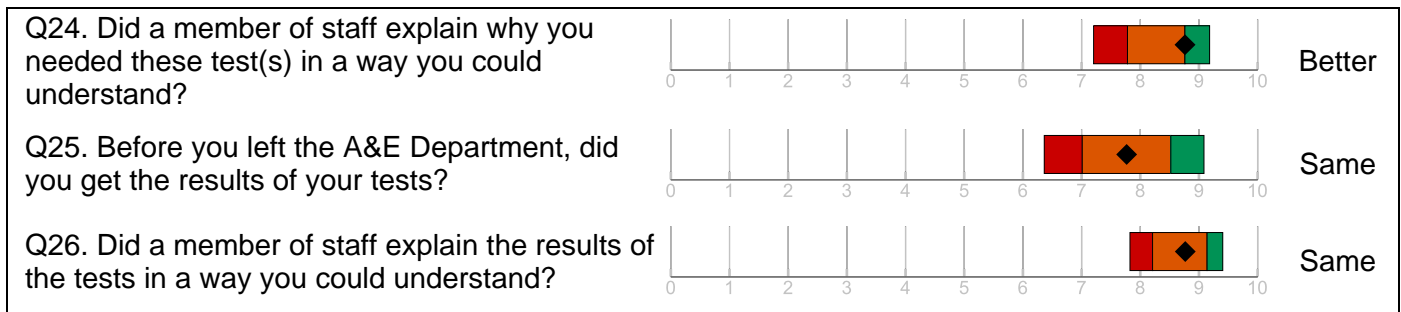 Q24. Did a member of staff explain why you
needed these test(s) in a way you could
understand?
0 1 2 3 4 5 6 7 8 9 10
Better
Q25. Before you left the A&E Department, did
you get the results of your tests?
0 1 2 3 4 5 6 7 8 9 10
Same
Q26. Did a member of staff explain the results of
the tests in a way you could understand?
0 1 2 3 4 5 6 7 8 9 10
Same